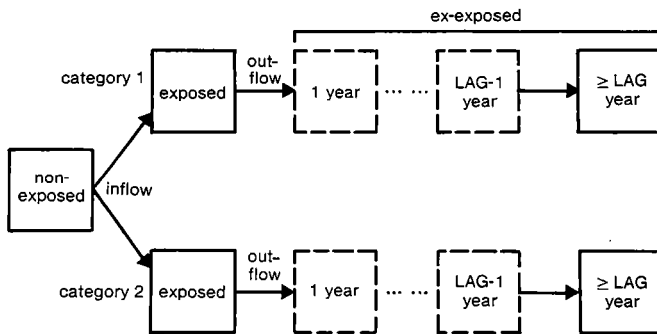 ex-exposed
category 1
exposed
out-
flow
1 year
... ...
LAG-1
year
≥ LAG
year
non-
exposed
inflow
category 2
exposed
out-
flow
1 year
... ...
LAG-1
year
≥ LAG
year